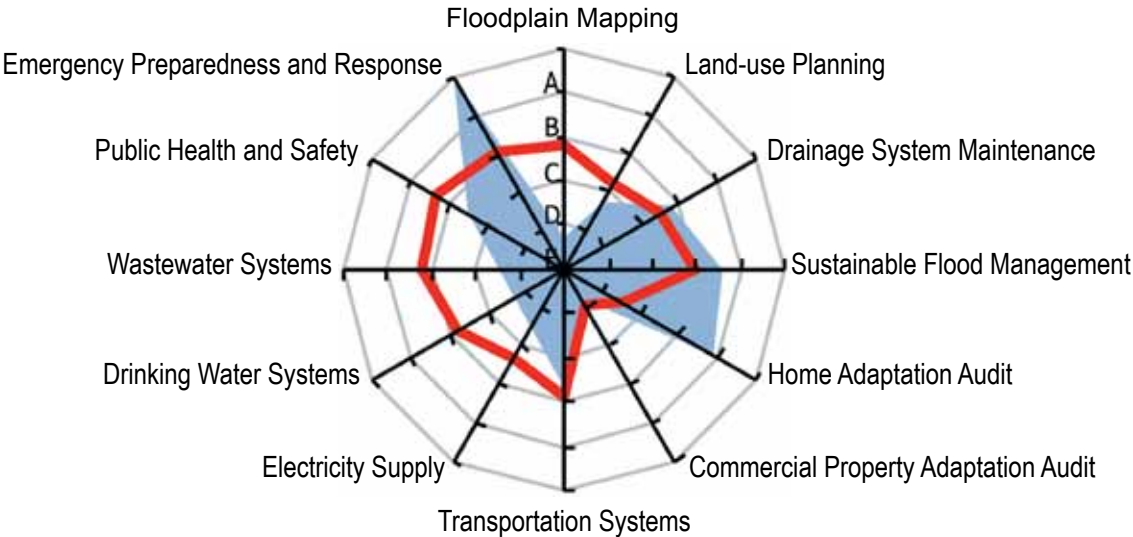 Floodplain Mapping
Emergency Preparedness and Response
Land-use Planning
A
B
Public Health and Safety
Drainage System Maintenance
C
D
Wastewater Systems
E
Sustainable Flood Management
Drinking Water Systems
Home Adaptation Audit
Electricity Supply
Commercial Property Adaptation Audit
Transportation Systems